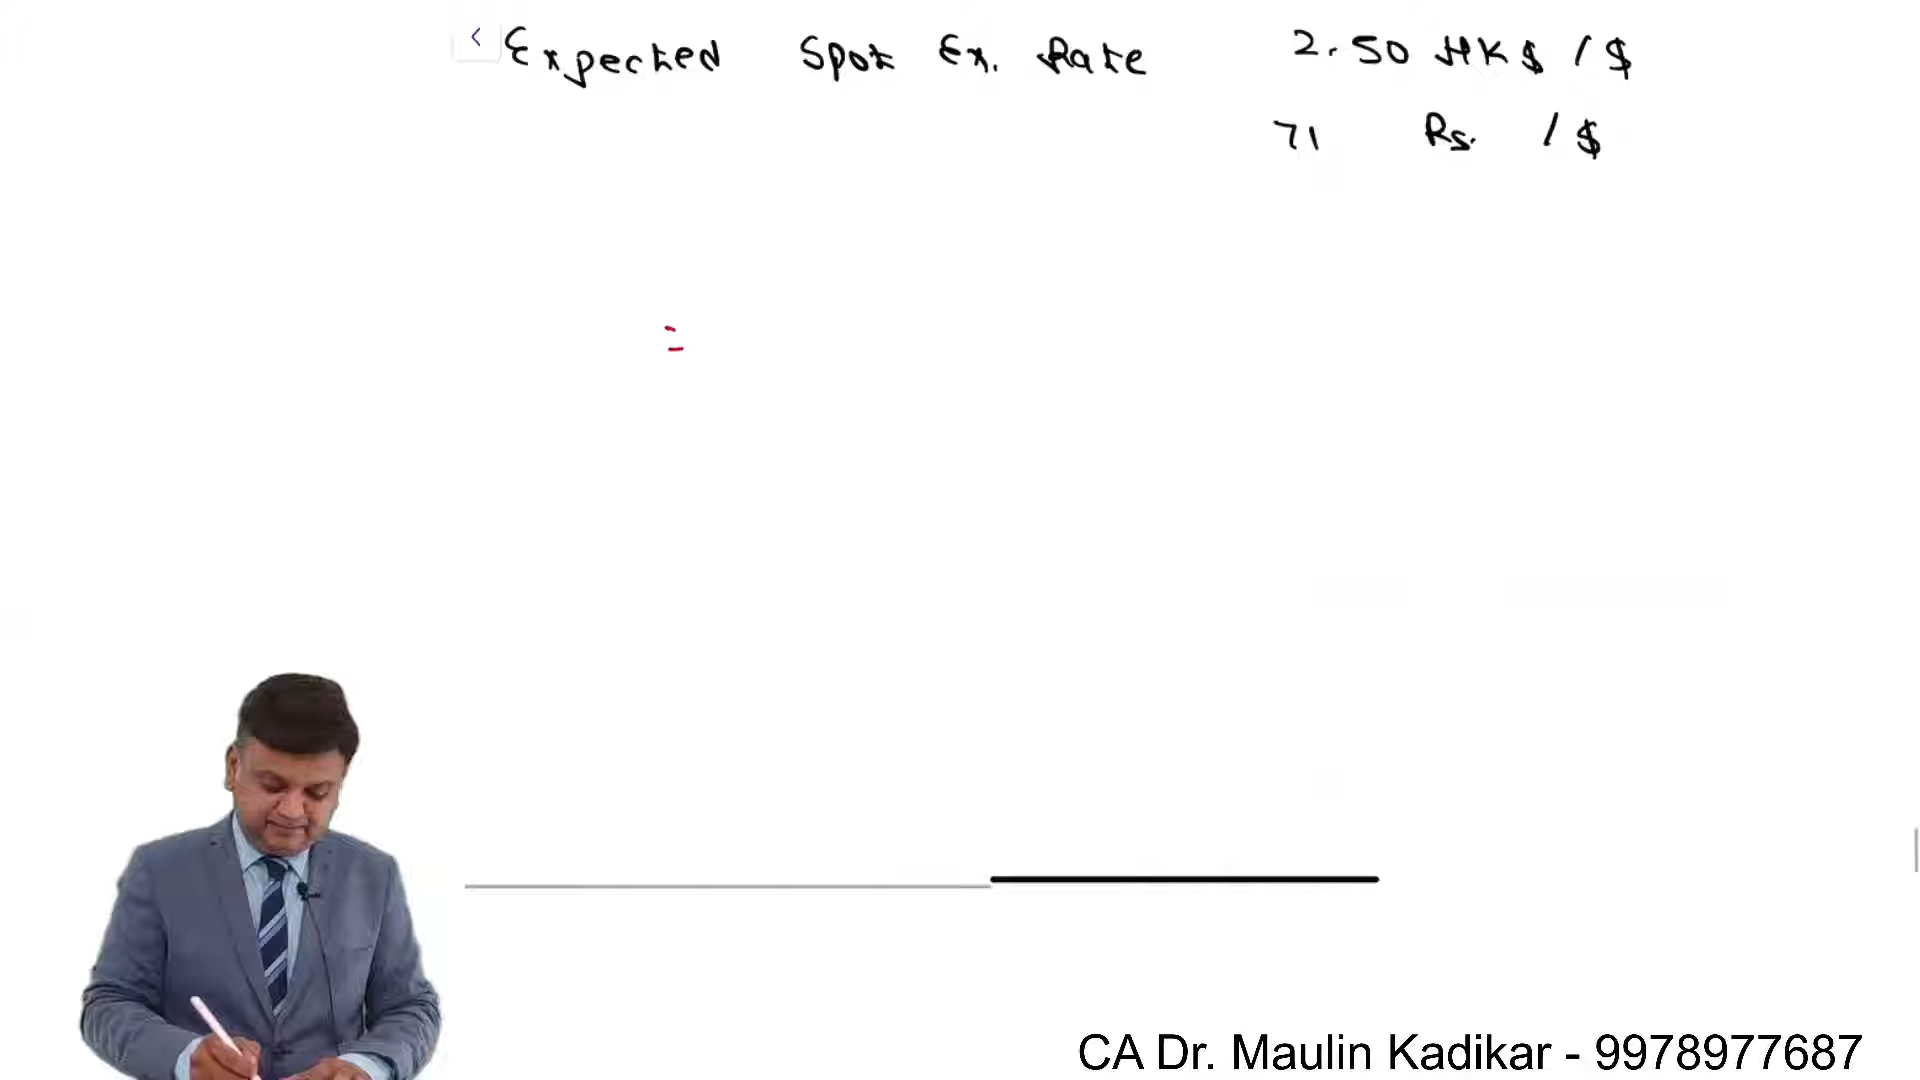 Expected Spot Ex. Rate 2.50 HK$ / $
71 Rs. / $
=
CA Dr. Maulin Kadikar - 9978977687